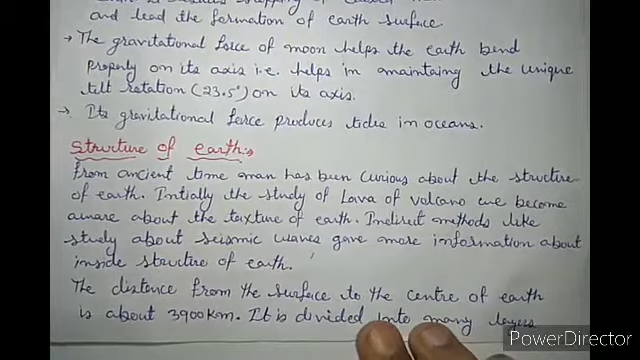 and lead the formation of earth surface.
→ The gravitational force of moon helps the Earth bend
properly on its axis i.e. helps in amaintaing the unique
tilt rotation (23.5°) on its axis.
→ Its gravitational force produces tides in oceans.
Structure of earth:
From ancient time man has been curious about the structure
of earth. Intially the study of Lava of vulcano we become
aware about the taxture of earth. Indirect methods like
study about seismic waves gave more information about
inside structure of earth.
The distance from the surface to the centre of earth
is about 3900km. It is divided into many layers
PowerDirector